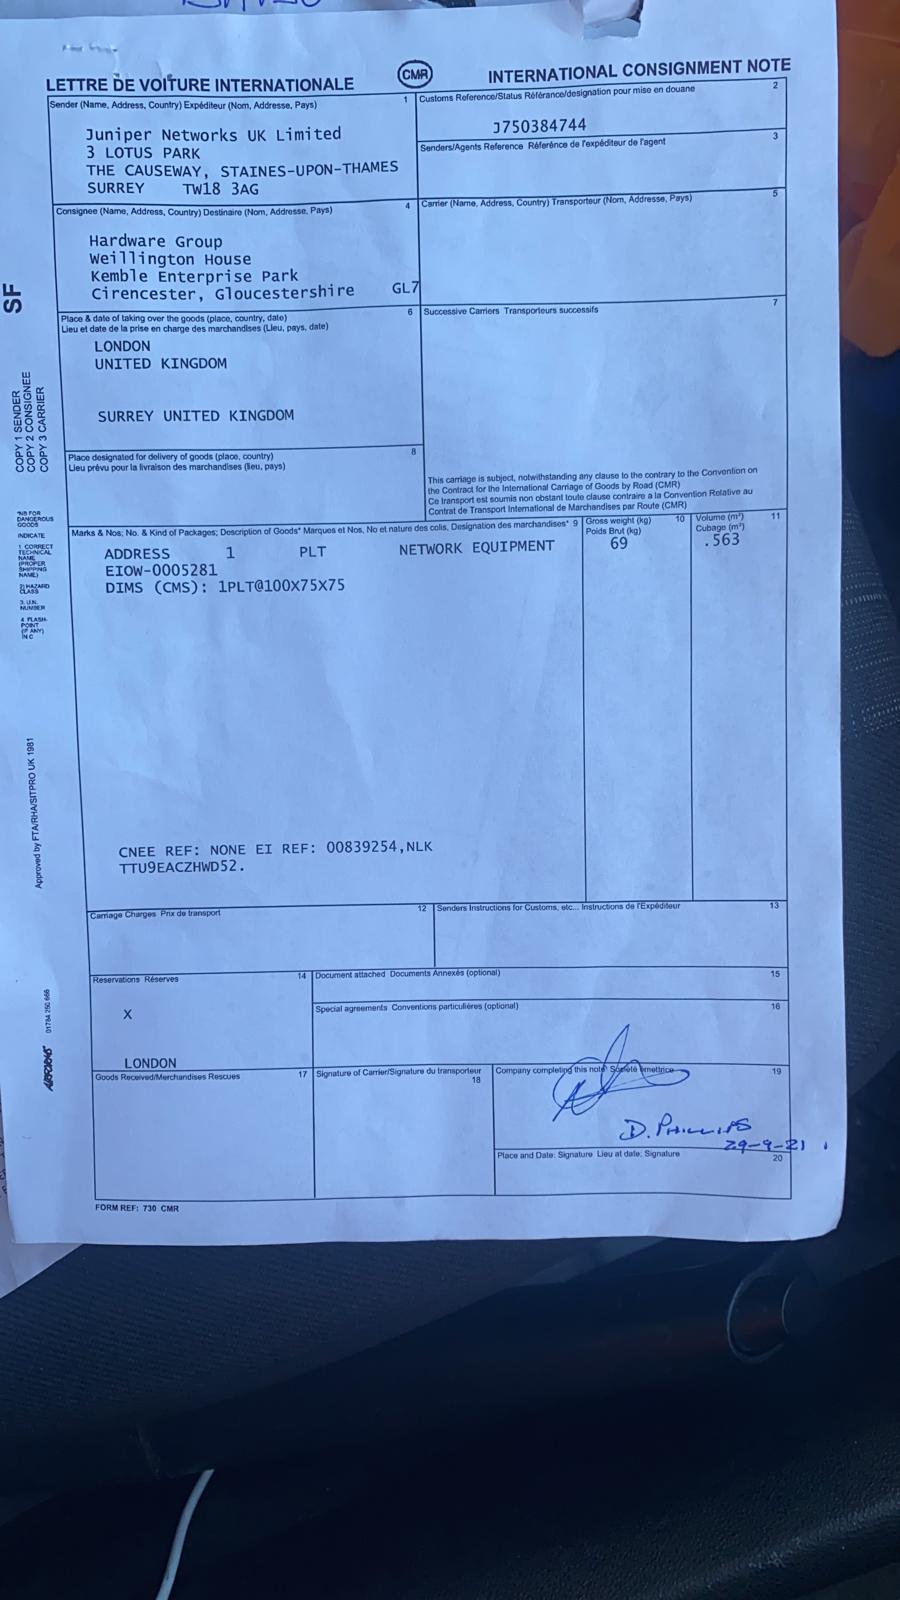 LETTRE DE VOITURE INTERNATIONALE
CMR
INTERNATIONAL CONSIGNMENT NOTE
Sender (Name, Address, Country) Expéditeur (Nom, Addresse, Pays) 1
Juniper Networks UK Limited
3 LOTUS PARK
THE CAUSEWAY, STAINES-UPON-THAMES
SURREY TW18 3AG
Customs Reference/Status Référance/designation pour mise en douane 2
J750384744
Senders/Agents Reference Référence de l'expéditeur de l'agent 3
Consignee (Name, Address, Country) Destinaire (Nom, Addresse, Pays) 4
Hardware Group
Weillington House
Kemble Enterprise Park
Cirencester, Gloucestershire GL7
Carrier (Name, Address, Country) Transporteur (Nom, Addresse, Pays) 5
Place & date of taking over the goods (place, country, date) 6
Lieu et date de la prise en charge des marchandises (Lieu, pays, date)
LONDON
UNITED KINGDOM
SURREY UNITED KINGDOM
Successive Carriers Transporteurs successifs 7
Place designated for delivery of goods (place, country) 8
Lieu prévu pour la livraison des marchandises (lieu, pays)
This carriage is subject, notwithstanding any clause to the contrary to the Convention on
the Contract for the International Carriage of Goods by Road (CMR)
Ce transport est soumis non obstant toute clause contraire a la Convention Relative au
Contrat de Transport International de Marchandises par Route (CMR)
Marks & Nos; No. & Kind of Packages; Description of Goods* Marques et Nos, No et nature des colis, Designation des marchandises* 9
Gross weight (kg) 10
Poids Brut (kg)
69
Volume (m³) 11
Cubage (m³)
.563
ADDRESS 1 PLT NETWORK EQUIPMENT
EIOW-0005281
DIMS (CMS): 1PLT@100X75X75
CNEE REF: NONE EI REF: 00839254,NLK
TTU9EACZHWD52.
Carriage Charges Prix de transport 12
Senders Instructions for Customs, etc... Instructions de l'Expéditeur 13
Reservations Réserves 14
X
LONDON
Document attached Documents Annexés (optional) 15
Special agreements Conventions particulières (optional) 16
Goods Received/Merchandises Rescues 17
Signature of Carrier/Signature du transporteur
18
Company completing this note Société émettrice 19
D. PHILLIPS
29-9-21
Place and Date: Signature Lieu at date: Signature
20
FORM REF: 730 CMR
SF
COPY 1 SENDER
COPY 2 CONSIGNEE
COPY 3 CARRIER
*NB FOR
DANGEROUS
GOODS
INDICATE
1 CORRECT
TECHNICAL
NAME
(PROPER
SHIPPING
NAME)
2) HAZARD
CLASS
3. U.N.
NUMBER
4. FLASH-
POINT
(IF ANY)
IN C
Approved by FTA/RHA/SITPRO UK 1981
01784 250 666